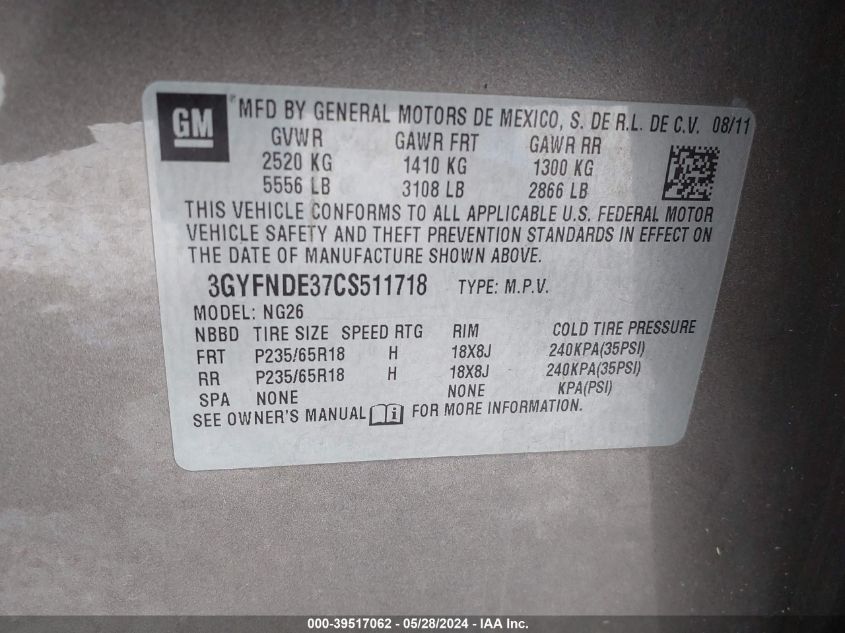 GM ® MFD BY GENERAL MOTORS DE MEXICO, S. DE R.L. DE C.V. 08/11
GVWR GAWR FRT GAWR RR
2520 KG 1410 KG 1300 KG
5556 LB 3108 LB 2866 LB
THIS VEHICLE CONFORMS TO ALL APPLICABLE U.S. FEDERAL MOTOR
VEHICLE SAFETY AND THEFT PREVENTION STANDARDS IN EFFECT ON
THE DATE OF MANUFACTURE SHOWN ABOVE.
3GYFNDE37CS511718 TYPE: M.P.V.
MODEL: NG26
NBBD TIRE SIZE SPEED RTG RIM COLD TIRE PRESSURE
FRT P235/65R18 H 18X8J 240KPA(35PSI)
RR P235/65R18 H 18X8J 240KPA(35PSI)
SPA NONE NONE KPA(PSI)
SEE OWNER'S MANUAL i FOR MORE INFORMATION.
000-39517062 - 05/28/2024 - IAA Inc.